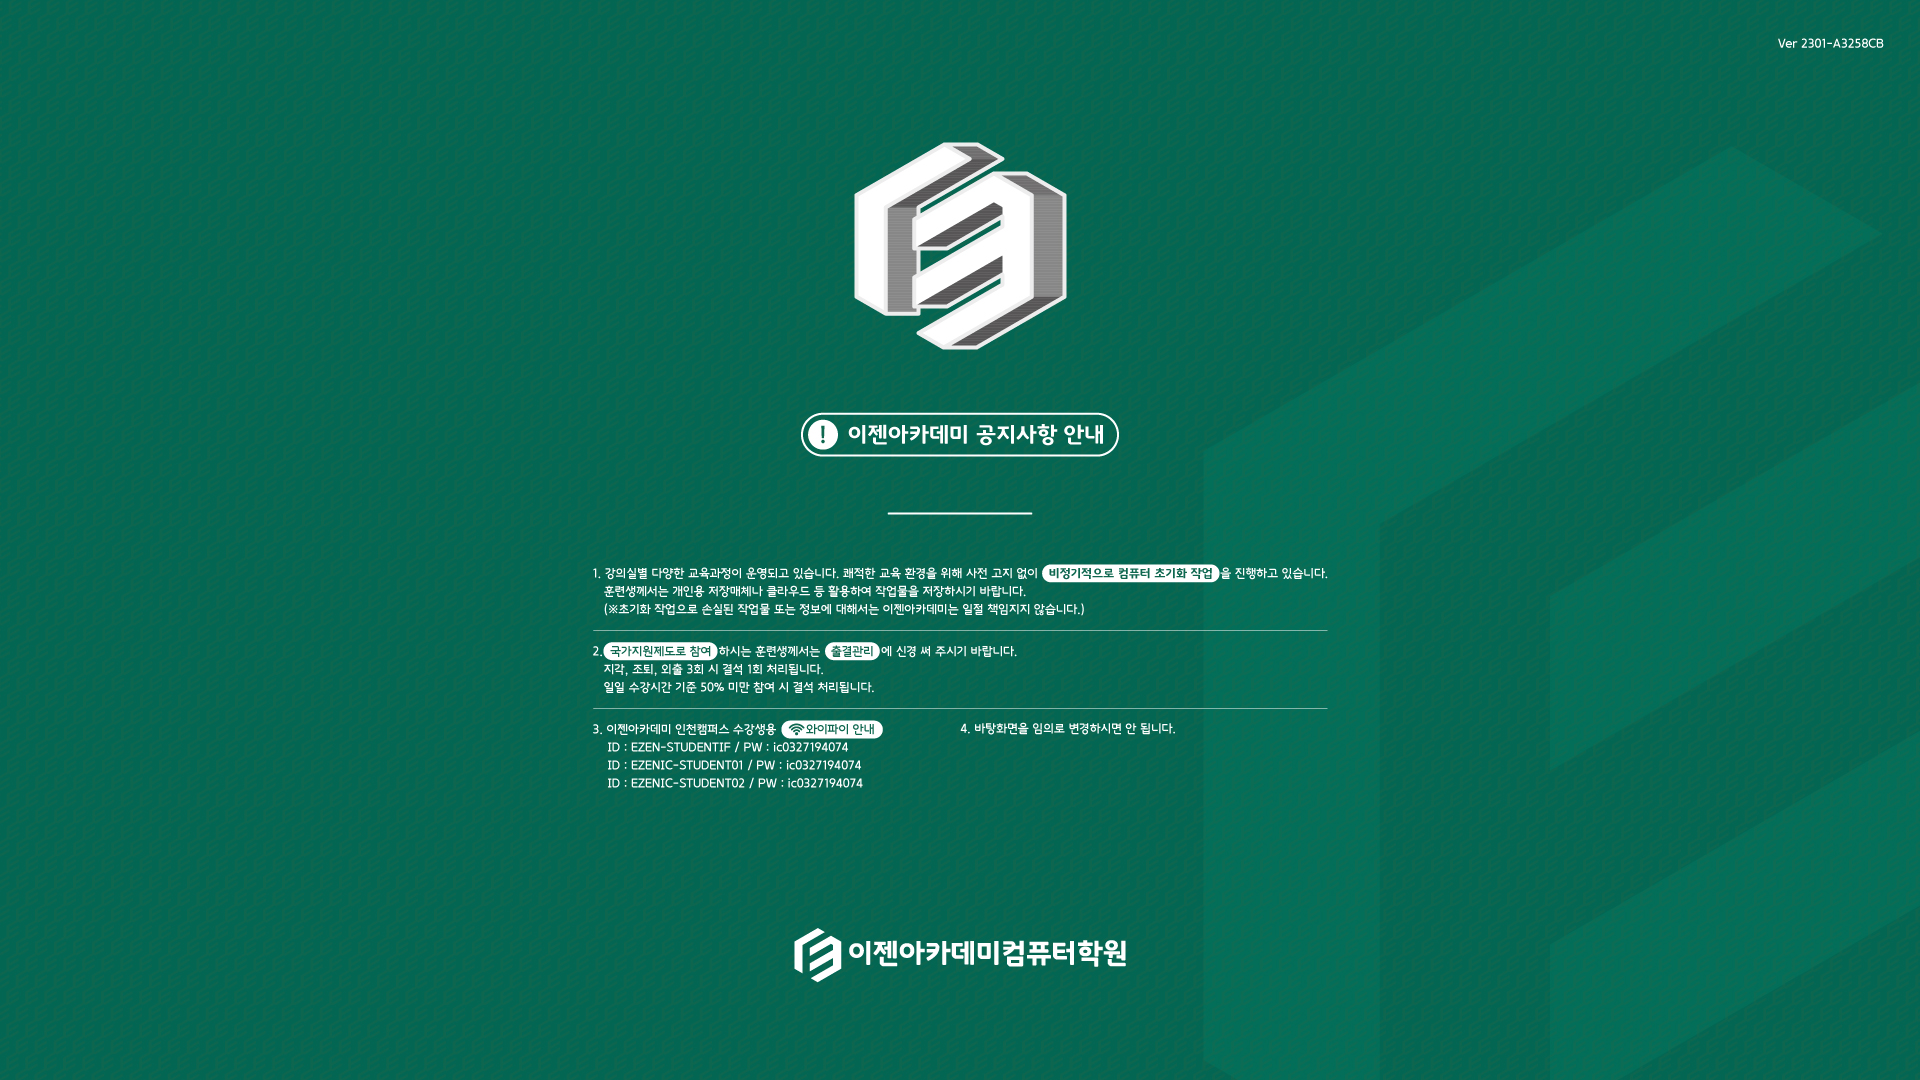 Ver 2301-A3258CB
이젠아카데미 공지사항 안내
1. 강의실별 다양한 교육과정이 운영되고 있습니다. 쾌적한 교육 환경을 위해 사전 고지 없이 비정기적으로 컴퓨터 초기화 작업을 진행하고 있습니다.
훈련생께서는 개인용 저장매체나 클라우드 등 활용하여 작업물을 저장하시기 바랍니다.
(※초기화 작업으로 손실된 작업물 또는 정보에 대해서는 이젠아카데미는 일절 책임지지 않습니다.)
2. 국가지원제도로 참여 하시는 훈련생께서는 출결관리 에 신경 써 주시기 바랍니다.
지각, 조퇴, 외출 3회 시 결석 1회 처리됩니다.
일일 수강시간 기준 50% 미만 참여 시 결석 처리됩니다.
3. 이젠아카데미 인천캠퍼스 수강생용 와이파이 안내
ID : EZEN-STUDENTIF / PW : ic0327194074
ID : EZENIC-STUDENT01 / PW : ic0327194074
ID : EZENIC-STUDENT02 / PW : ic0327194074
4. 바탕화면을 임의로 변경하시면 안 됩니다.
이젠아카데미컴퓨터학원